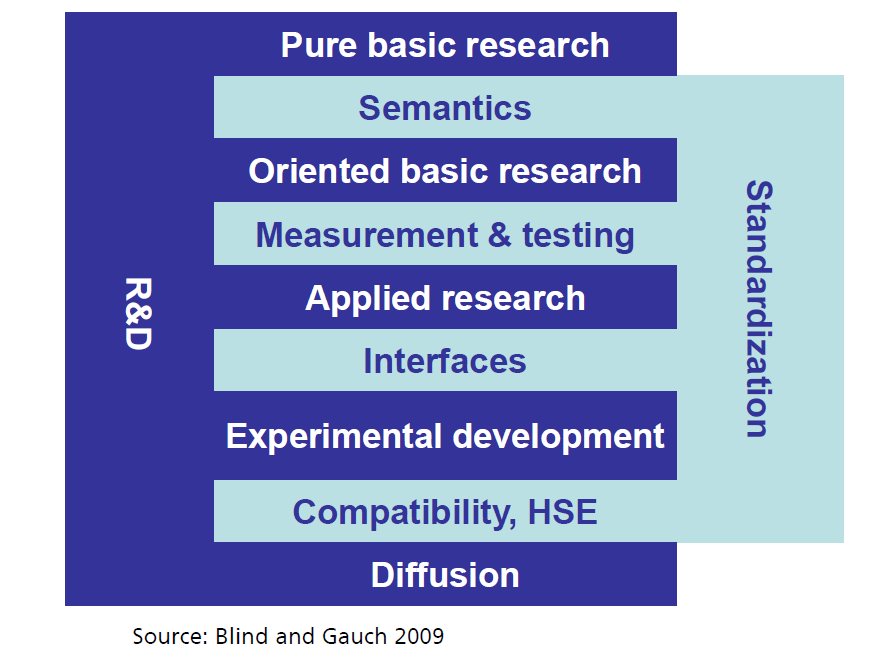 Pure basic research
Semantics
Oriented basic research
Measurement & testing
Applied research
Interfaces
Experimental development
Compatibility, HSE
Diffusion
R&D
Standardization
Source: Blind and Gauch 2009